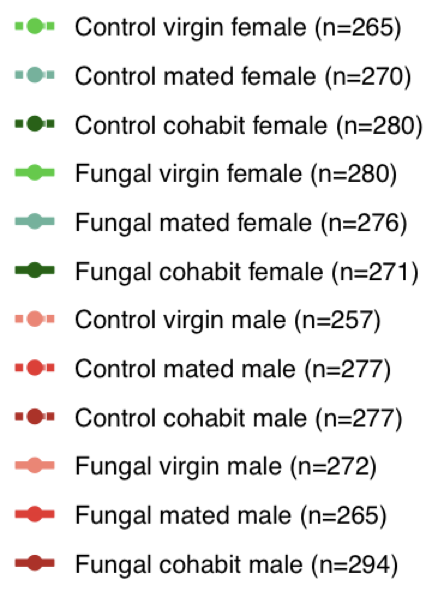 Control virgin female (n=265)
Control mated female (n=270)
Control cohabit female (n=280)
Fungal virgin female (n=280)
Fungal mated female (n=276)
Fungal cohabit female (n=271)
Control virgin male (n=257)
Control mated male (n=277)
Control cohabit male (n=277)
Fungal virgin male (n=272)
Fungal mated male (n=265)
Fungal cohabit male (n=294)